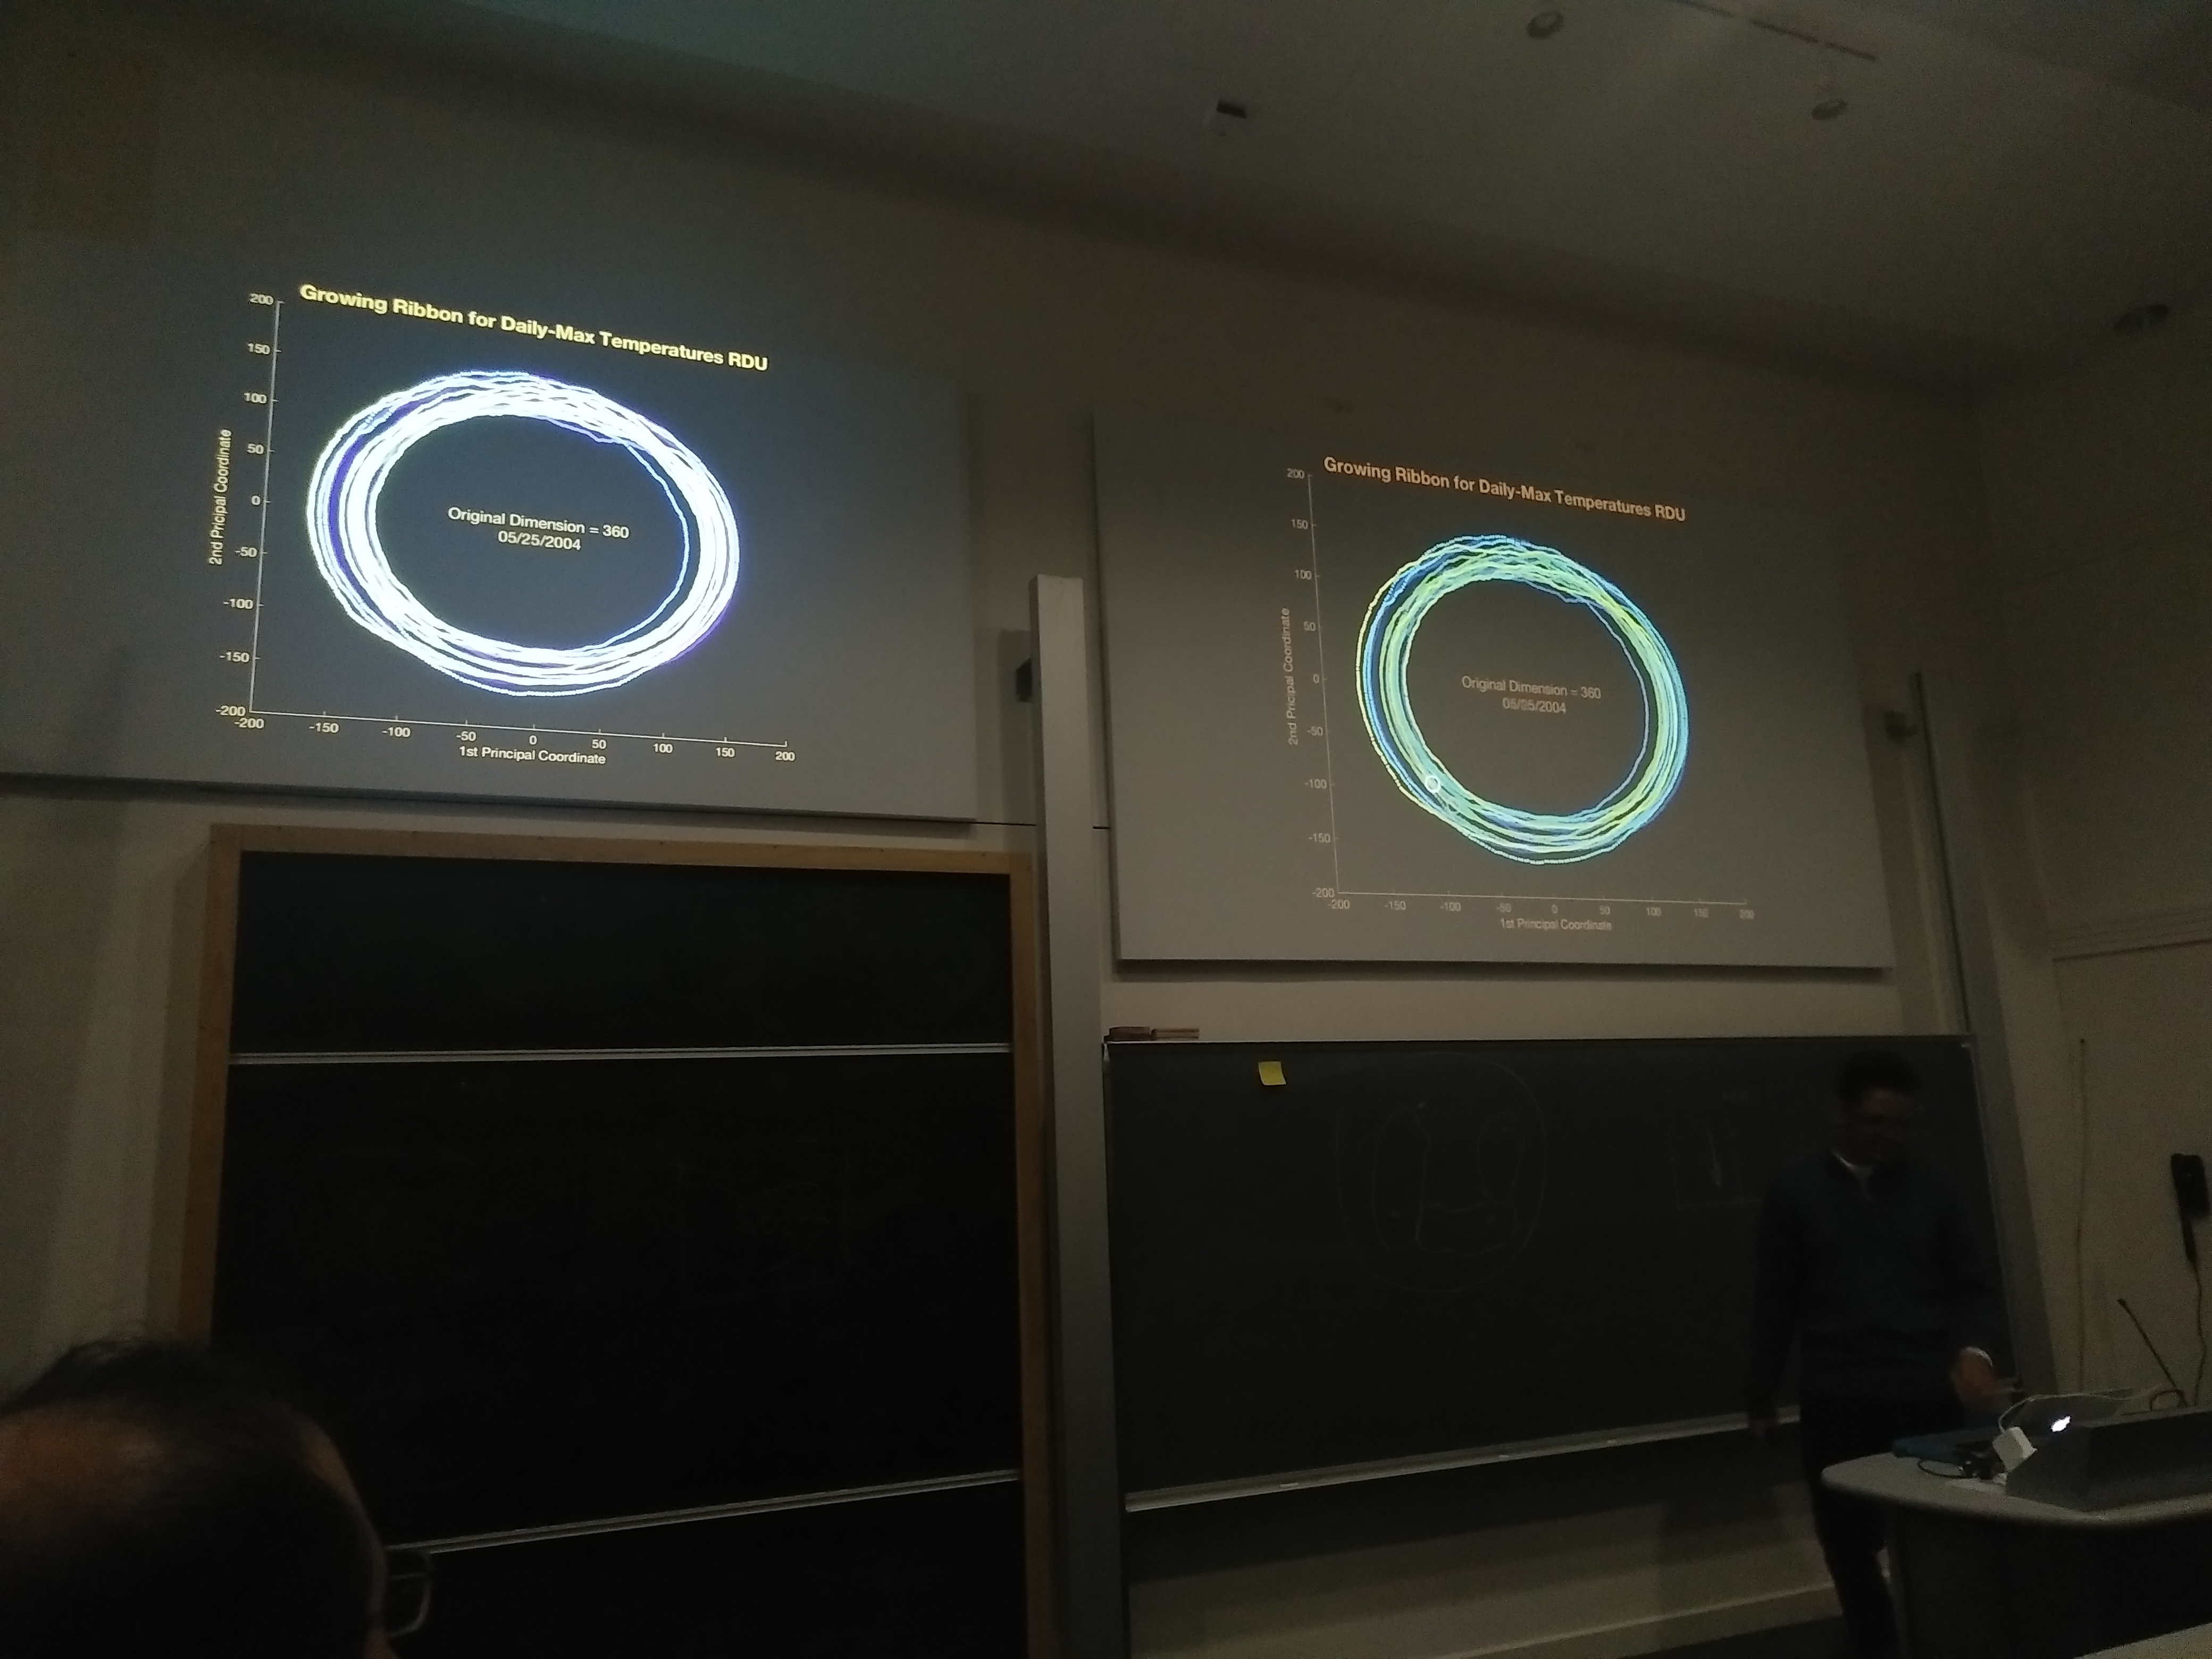 Growing Ribbon for Daily-Max Temperatures RDU
200
150
100
50
0
-50
-100
-150
-200
2nd Pricipal Coordinate
Original Dimension = 360
05/25/2004
-200 -150 -100 -50 0 50 100 150 200
1st Principal Coordinate
Growing Ribbon for Daily-Max Temperatures RDU
200
150
100
50
0
-50
-100
-150
-200
2nd Pricipal Coordinate
Original Dimension = 360
05/25/2004
-200 -150 -100 -50 0 50 100 150 200
1st Principal Coordinate